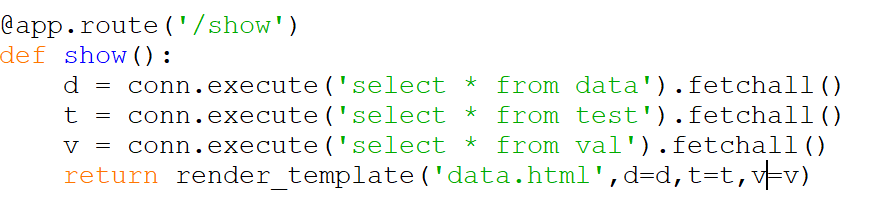 @app.route('/show')
def show():
    d = conn.execute('select * from data').fetchall()
    t = conn.execute('select * from test').fetchall()
    v = conn.execute('select * from val').fetchall()
    return render_template('data.html',d=d,t=t,v=v)